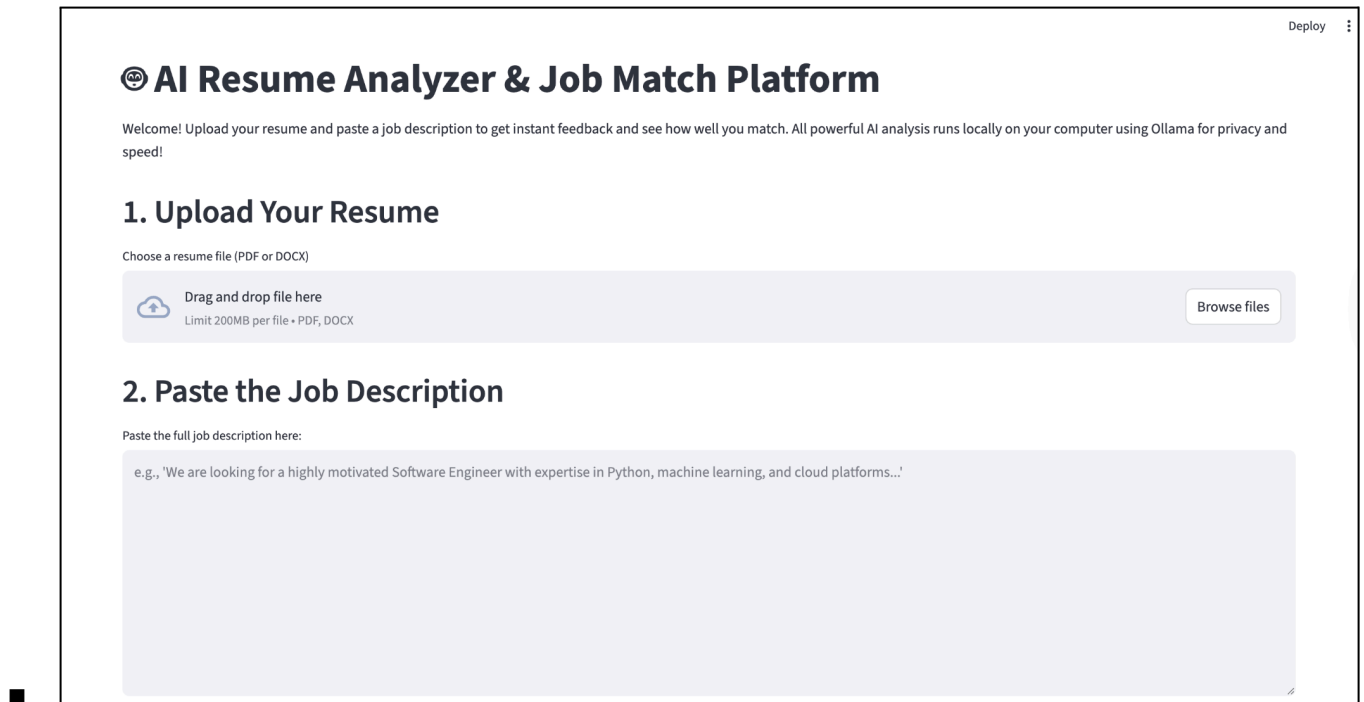 Deploy
AI Resume Analyzer & Job Match Platform
Welcome! Upload your resume and paste a job description to get instant feedback and see how well you match. All powerful AI analysis runs locally on your computer using Ollama for privacy and
speed!
1. Upload Your Resume
Choose a resume file (PDF or DOCX)
Drag and drop file here
Limit 200MB per file • PDF, DOCX
Browse files
2. Paste the Job Description
Paste the full job description here:
e.g., 'We are looking for a highly motivated Software Engineer with expertise in Python, machine learning, and cloud platforms...'